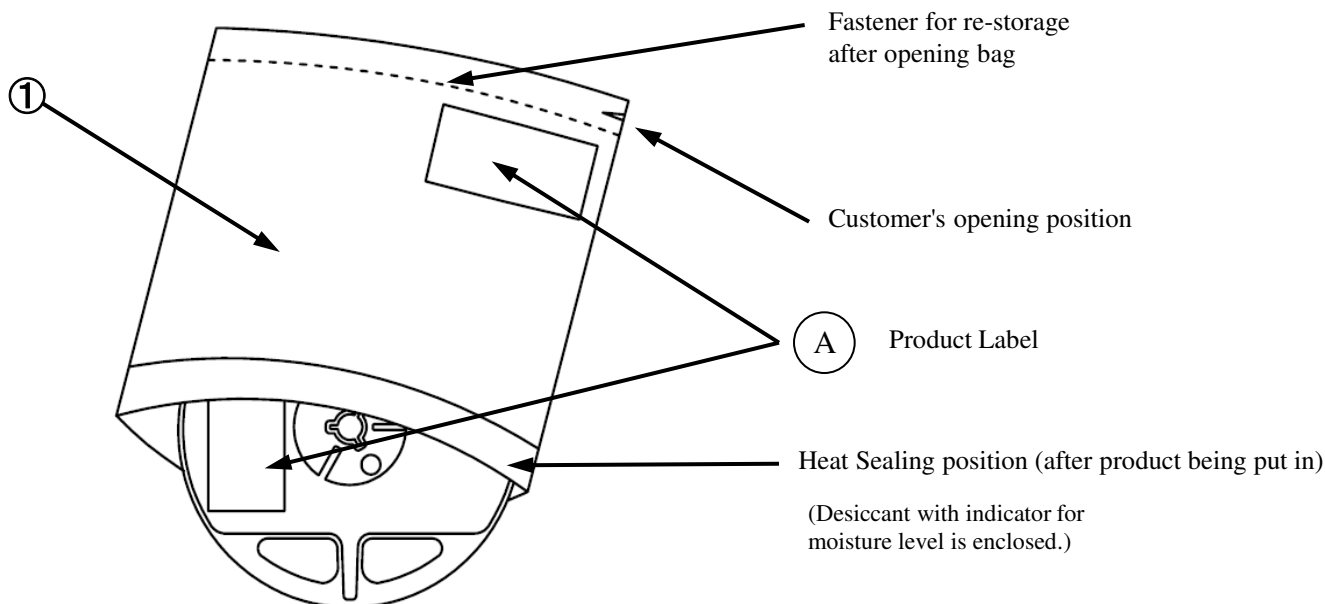 Fastener for re-storage
after opening bag
①
Customer's opening position
A
Product Label
Heat Sealing position (after product being put in)
(Desiccant with indicator for
moisture level is enclosed.)